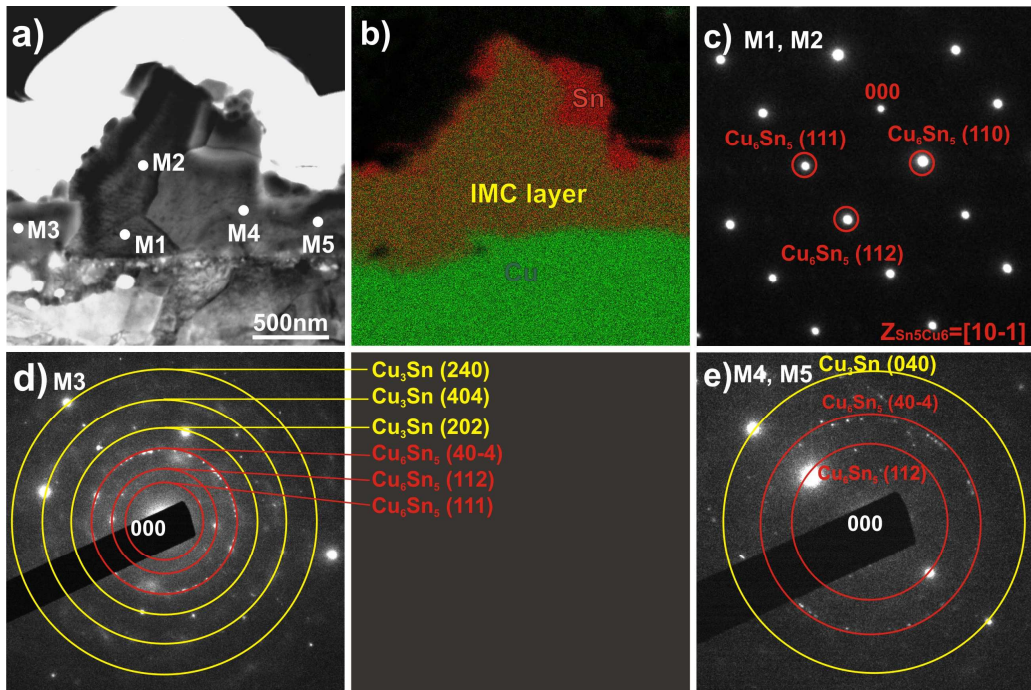 a)
M2
M3
M1
M4
M5
500nm
b)
Sn
IMC layer
Cu
c) M1, M2
000
Cu₆Sn₅ (111)
Cu₆Sn₅ (110)
Cu₆Sn₅ (112)
Z Sn5Cu6=[10-1]
d) M3
000
Cu₃Sn (240)
Cu₃Sn (404)
Cu₃Sn (202)
Cu₆Sn₅ (40-4)
Cu₆Sn₅ (112)
Cu₆Sn₅ (111)
e) M4, M5
Cu₃Sn (040)
Cu₆Sn₅ (40-4)
Cu₆Sn₅ (112)
000